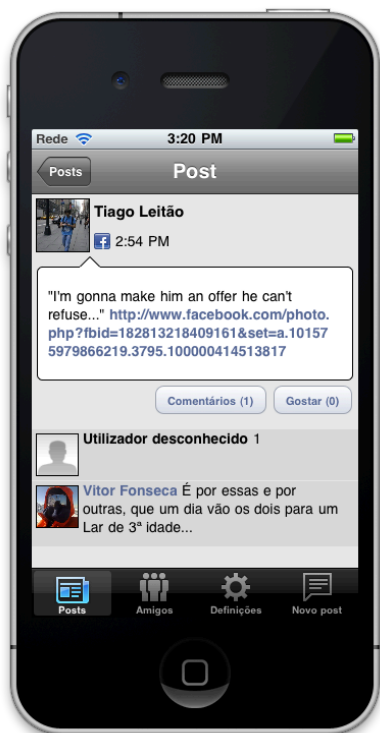 Rede 3:20 PM
Posts Post
Tiago Leitão
f 2:54 PM
"I'm gonna make him an offer he can't
refuse..." http://www.facebook.com/photo.
php?fbid=182813218409161&set=a.10157
5979866219.3795.100000414513817
Comentários (1) Gostar (0)
Utilizador desconhecido 1
Vitor Fonseca É por essas e por
outras, que um dia vão os dois para um
Lar de 3ª idade...
Posts Amigos Definições Novo post